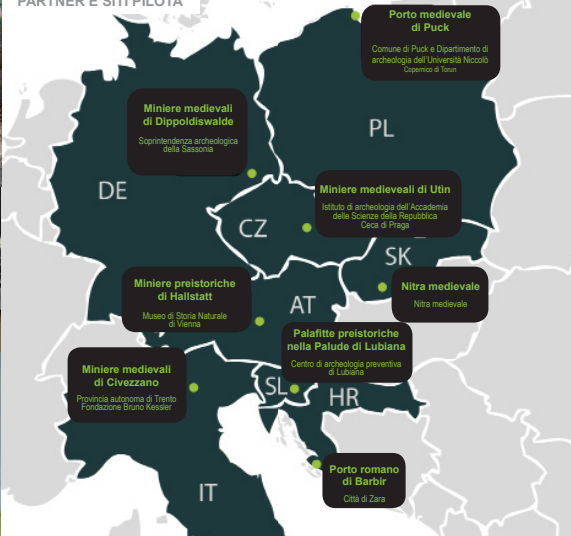 PARTNER E SITI PILOTA
Porto medievale
di Puck
Comune di Puck e Dipartimento di
archeologia dell'Università Niccolò
Copernico di Torun
PL
Miniere medievali
di Dippoldiswalde
Soprintendenza archeologica
della Sassonia
DE
Miniere medieveali di Utin
Istituto di archeologia dell'Accademia
delle Scienze della Repubblica
Ceca di Praga
CZ
SK
Miniere preistoriche
di Hallstatt
Museo di Storia Naturale
di Vienna
AT
Nitra medievale
Nitra medievale
Palafitte preistoriche
nella Palude di Lubiana
Centro di archeologia preventiva
di Lubiana
Miniere medievali
di Civezzano
Provincia autonoma di Trento
Fondazione Bruno Kessler
SL
HR
Porto romano
di Barbir
Città di Zara
IT